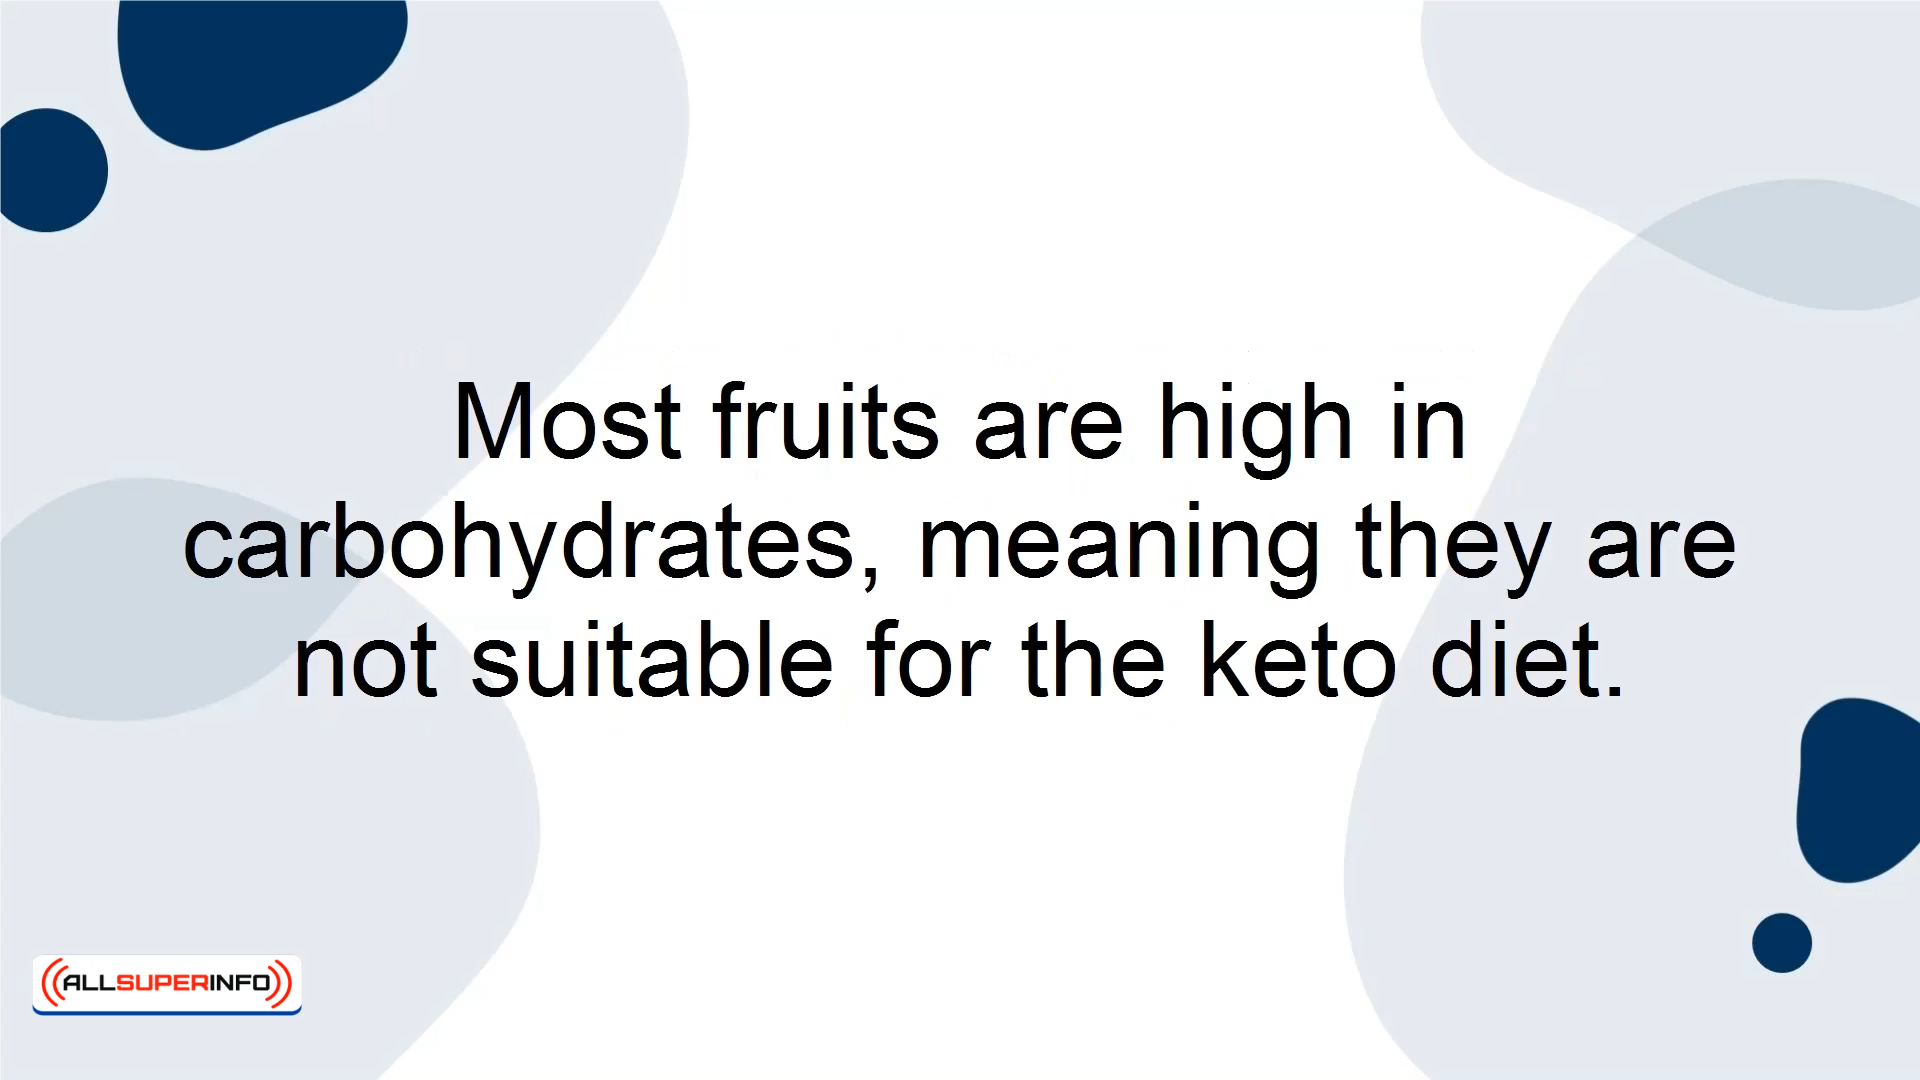 Most fruits are high in
carbohydrates, meaning they are
not suitable for the keto diet.
ALLSUPERINFO